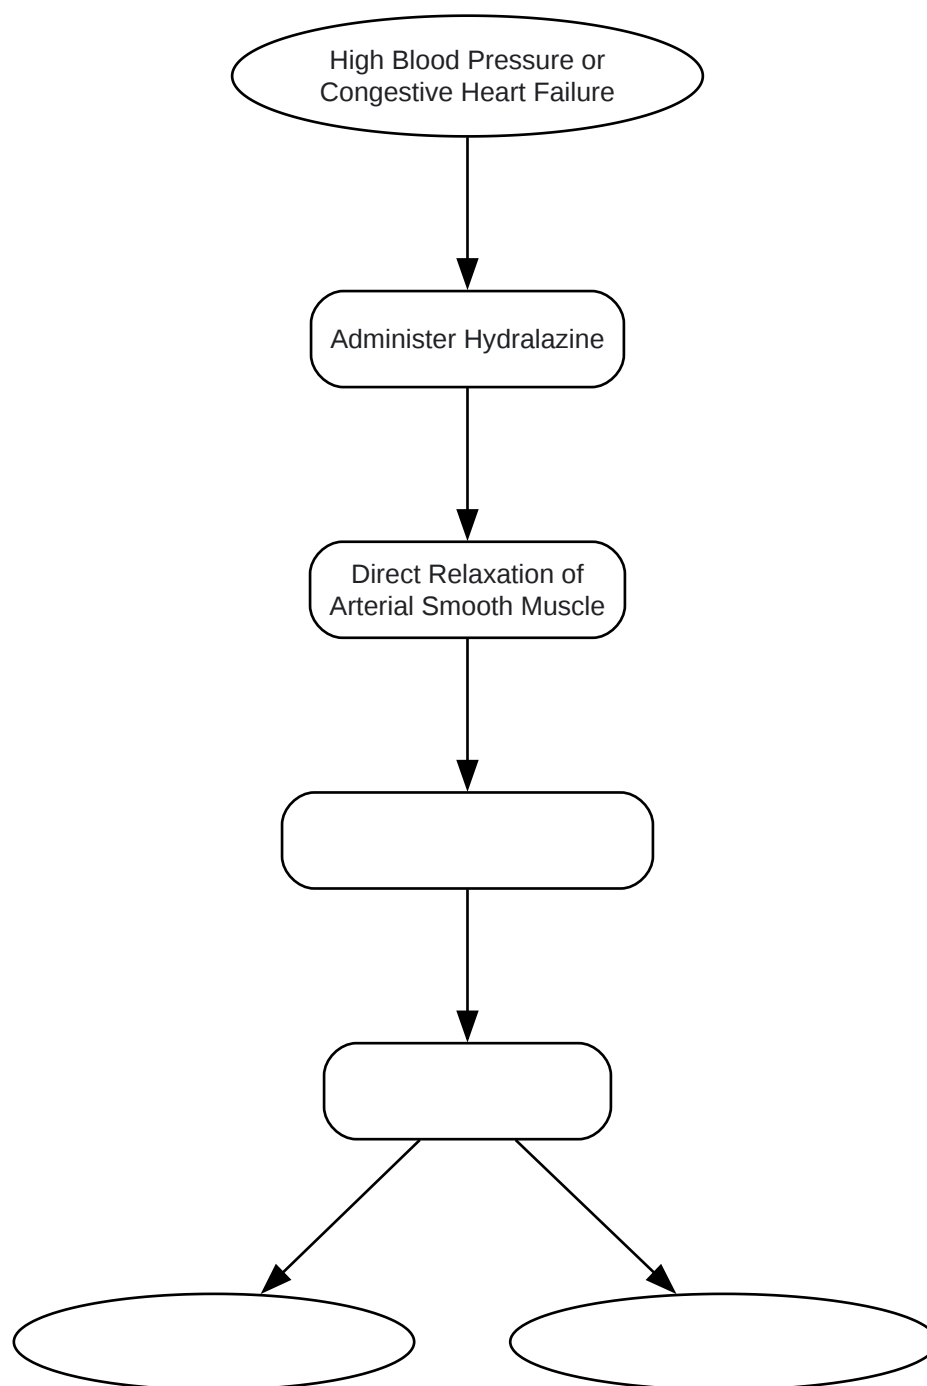 High Blood Pressure or
Congestive Heart Failure
Administer Hydralazine
Direct Relaxation of
Arterial Smooth Muscle